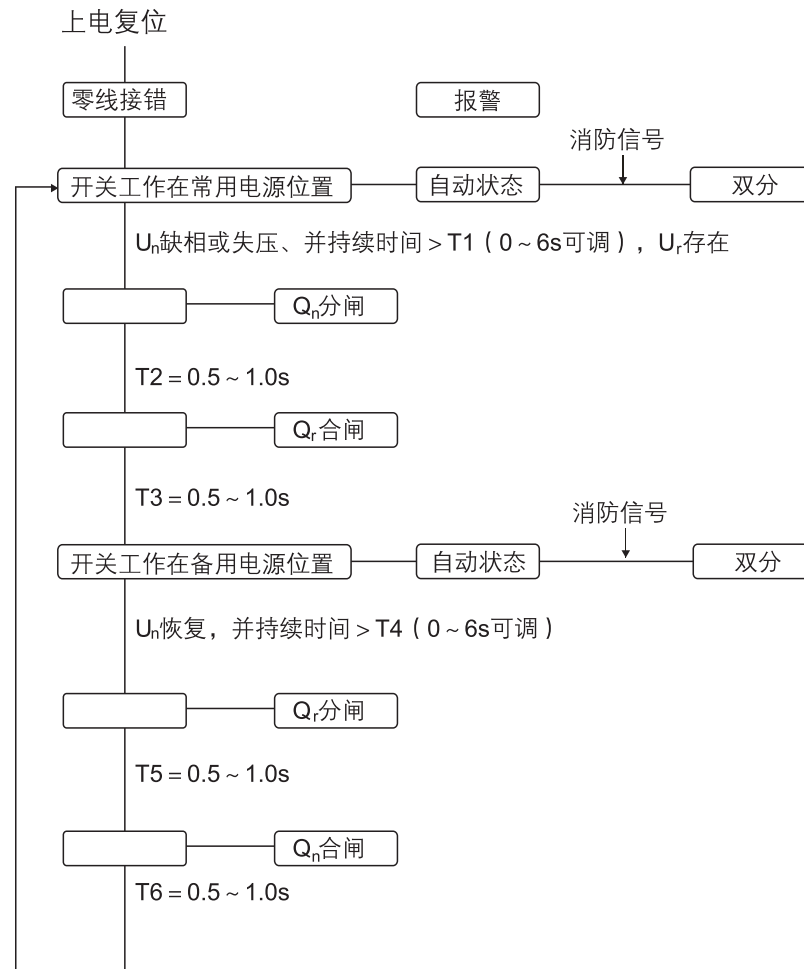 上电复位
零线接错 报警
消防信号
开关工作在常用电源位置 自动状态 双分
Uₙ缺相或失压、并持续时间>T1（0~6s可调），Uᵣ存在
Qₙ分闸
T2=0.5~1.0s
Qᵣ合闸
T3=0.5~1.0s
消防信号
开关工作在备用电源位置 自动状态 双分
Uₙ恢复，并持续时间>T4（0~6s可调）
Qᵣ分闸
T5=0.5~1.0s
Qₙ合闸
T6=0.5~1.0s